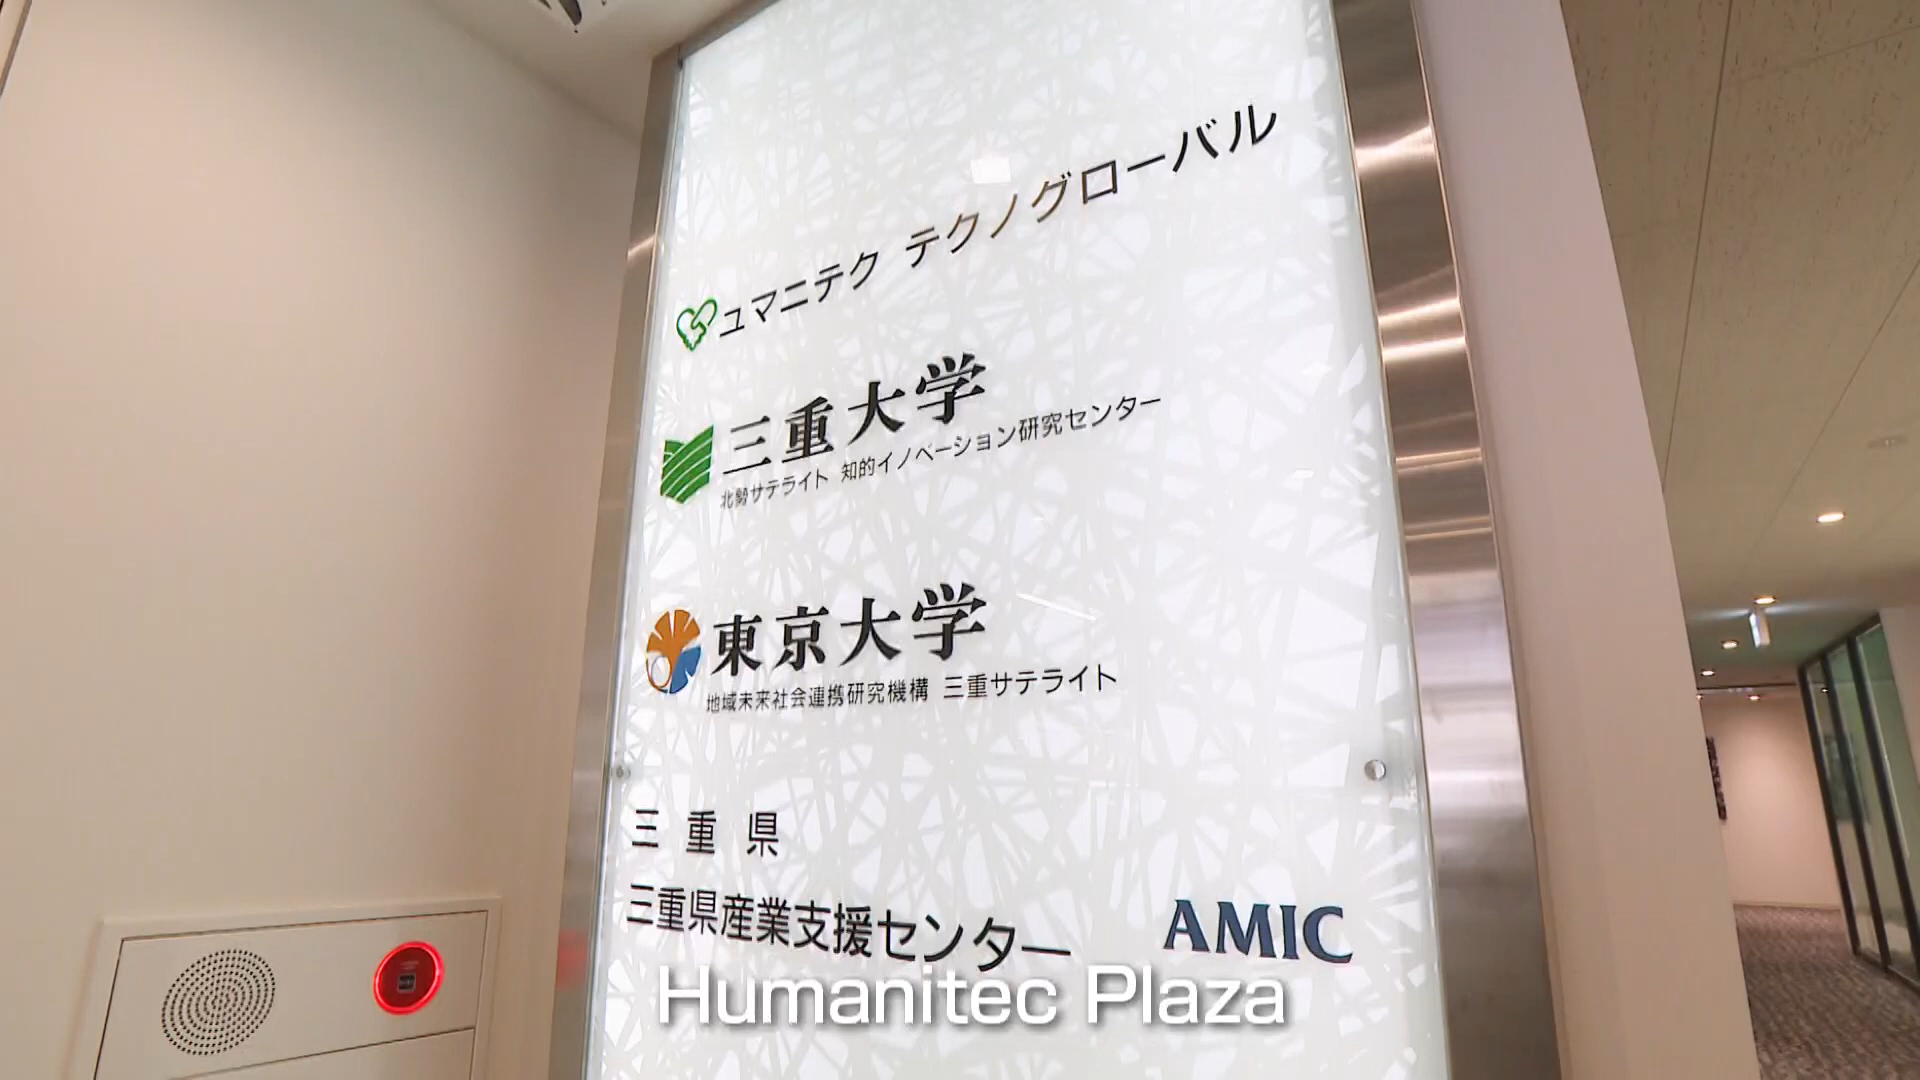 ユマニテク テクノグローバル
三重大学
北勢サテライト 知的イノベーション研究センター
東京大学
地域未来社会連携研究機構 三重サテライト
三重県
三重県産業支援センター
AMIC
Humanitec Plaza